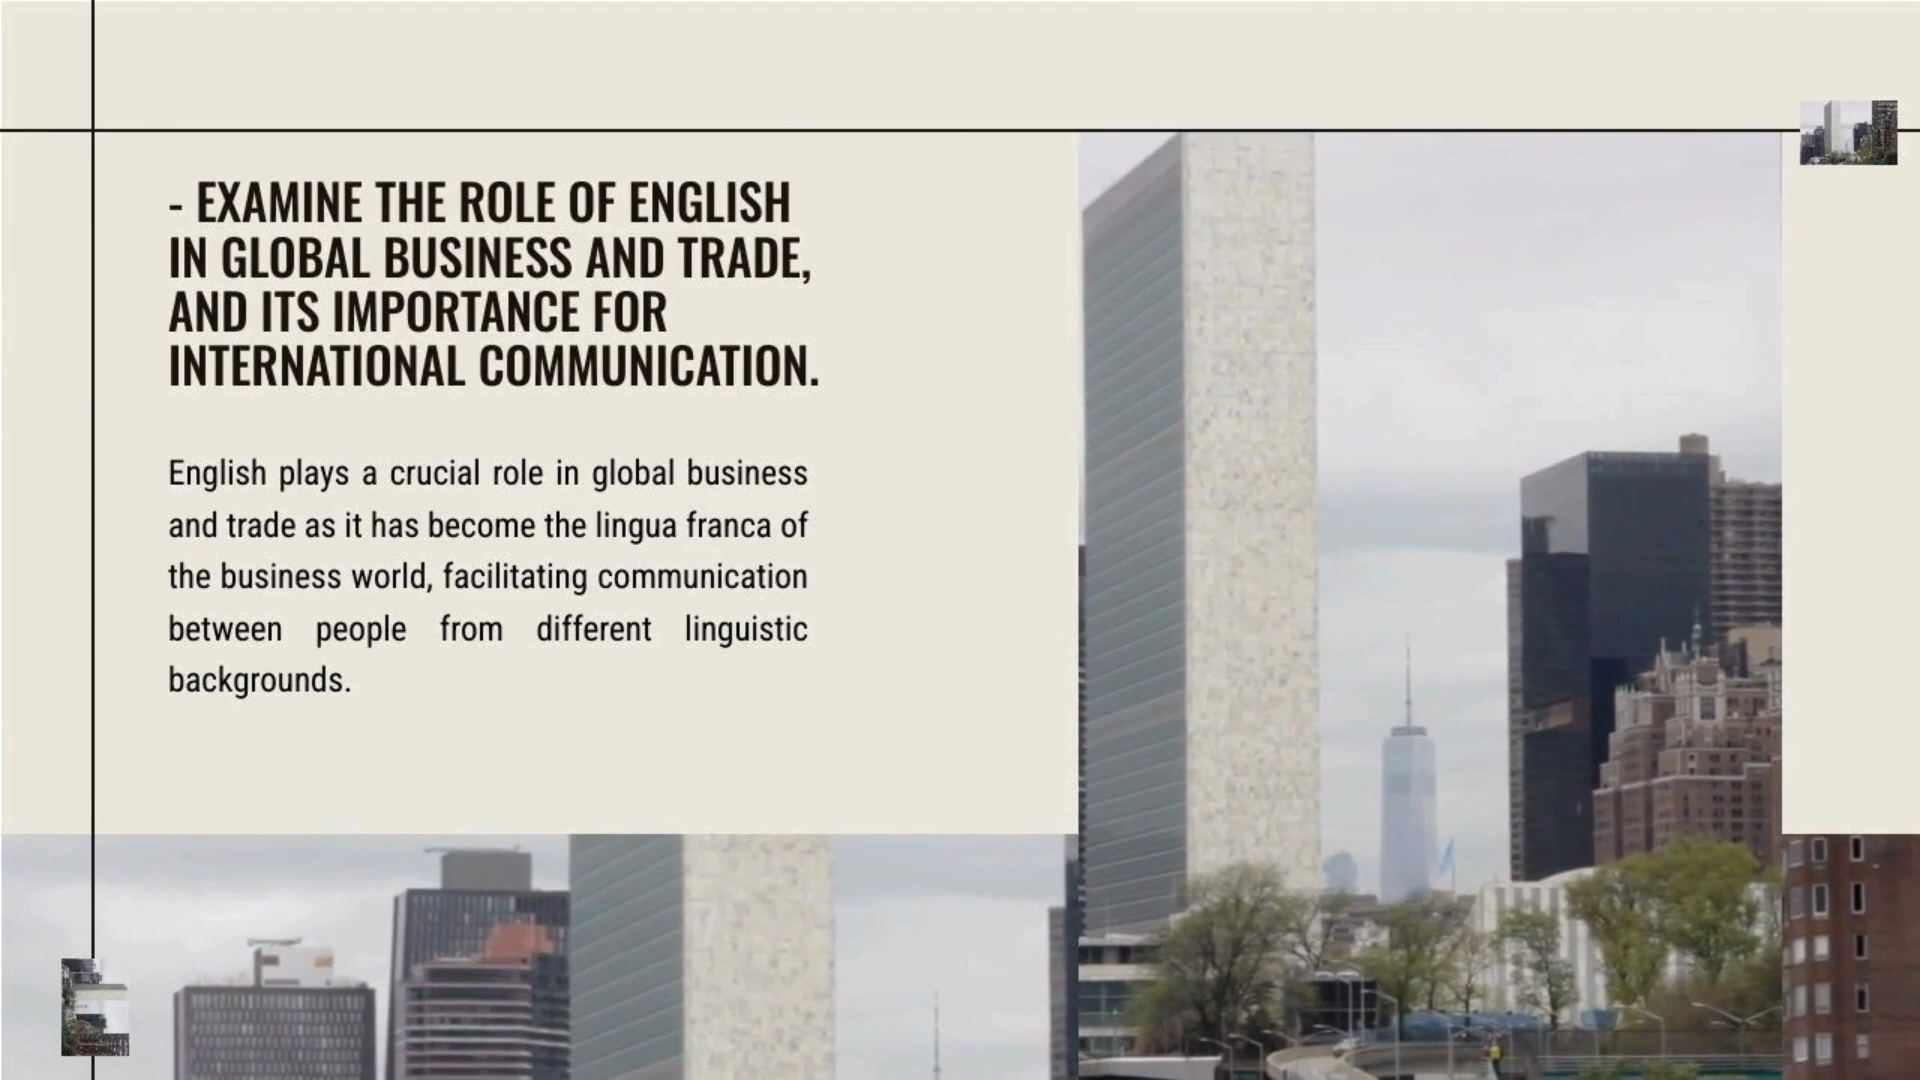 - EXAMINE THE ROLE OF ENGLISH
IN GLOBAL BUSINESS AND TRADE,
AND ITS IMPORTANCE FOR
INTERNATIONAL COMMUNICATION.
English plays a crucial role in global business
and trade as it has become the lingua franca of
the business world, facilitating communication
between people from different linguistic
backgrounds.